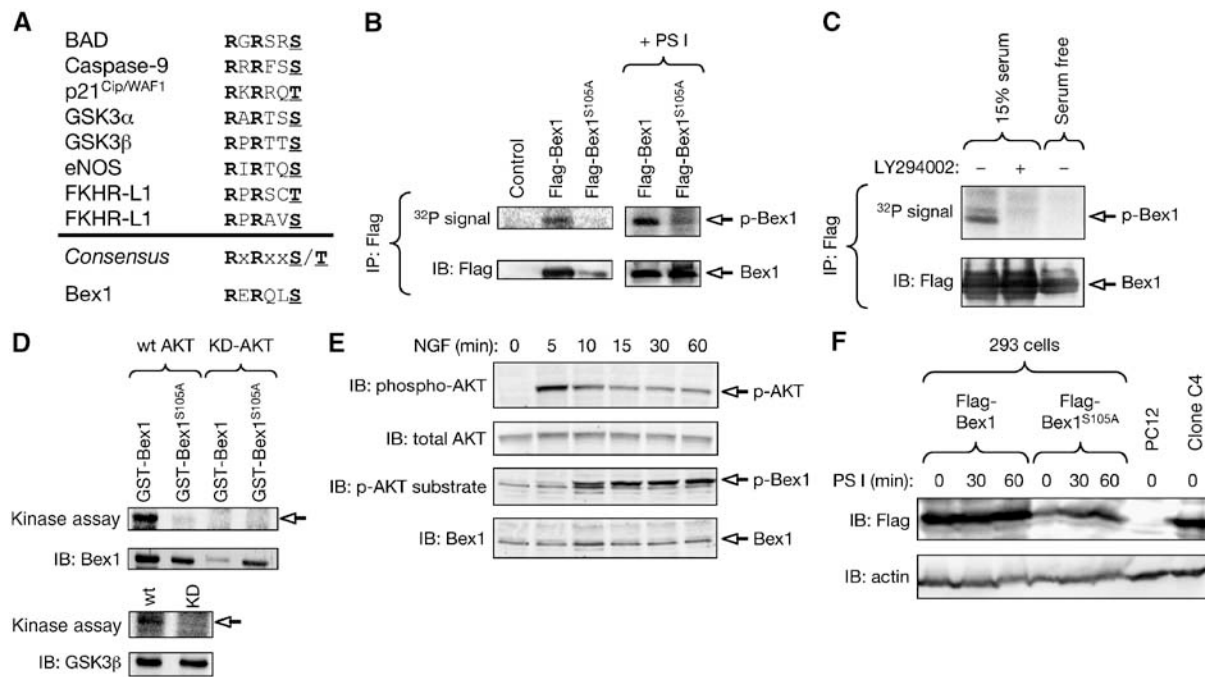 A
BAD RGRSRS
Caspase-9 RRRFSS
p21Cip/WAF1 RKRRQT
GSK3α RARTSS
GSK3β RPRTTS
eNOS RIRTQS
FKHR-L1 RPRSCT
FKHR-L1 RPRAVS
Consensus RxRxxS/T
Bex1 RERQLS
B
+ PS I
Control
Flag-Bex1
Flag-Bex1S105A
Flag-Bex1
Flag-Bex1S105A
IP: Flag
32P signal
p-Bex1
IB: Flag
Bex1
C
15% serum
Serum free
LY294002: – + –
IP: Flag
32P signal
p-Bex1
IB: Flag
Bex1
D
wt AKT KD-AKT
GST-Bex1
GST-Bex1S105A
GST-Bex1
GST-Bex1S105A
Kinase assay
IB: Bex1
wt
KD
Kinase assay
IB: GSK3β
E
NGF (min): 0 5 10 15 30 60
IB: phospho-AKT
p-AKT
IB: total AKT
IB: p-AKT substrate
p-Bex1
IB: Bex1
Bex1
F
293 cells
Flag-
Bex1
Flag-
Bex1S105A
PC12
Clone C4
PS I (min): 0 30 60 0 30 60 0 0
IB: Flag
IB: actin